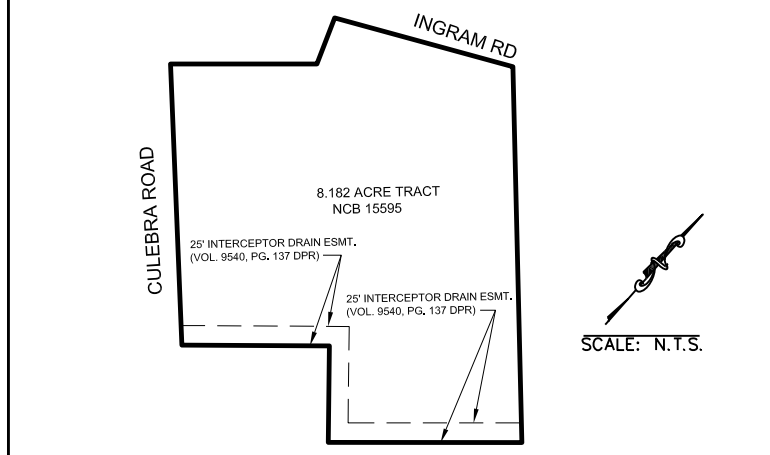 INGRAM RD
CULEBRA ROAD
8.182 ACRE TRACT
NCB 15595
25' INTERCEPTOR DRAIN ESMT.
(VOL. 9540, PG. 137 DPR)
25' INTERCEPTOR DRAIN ESMT.
(VOL. 9540, PG. 137 DPR)
SCALE: N.T.S.